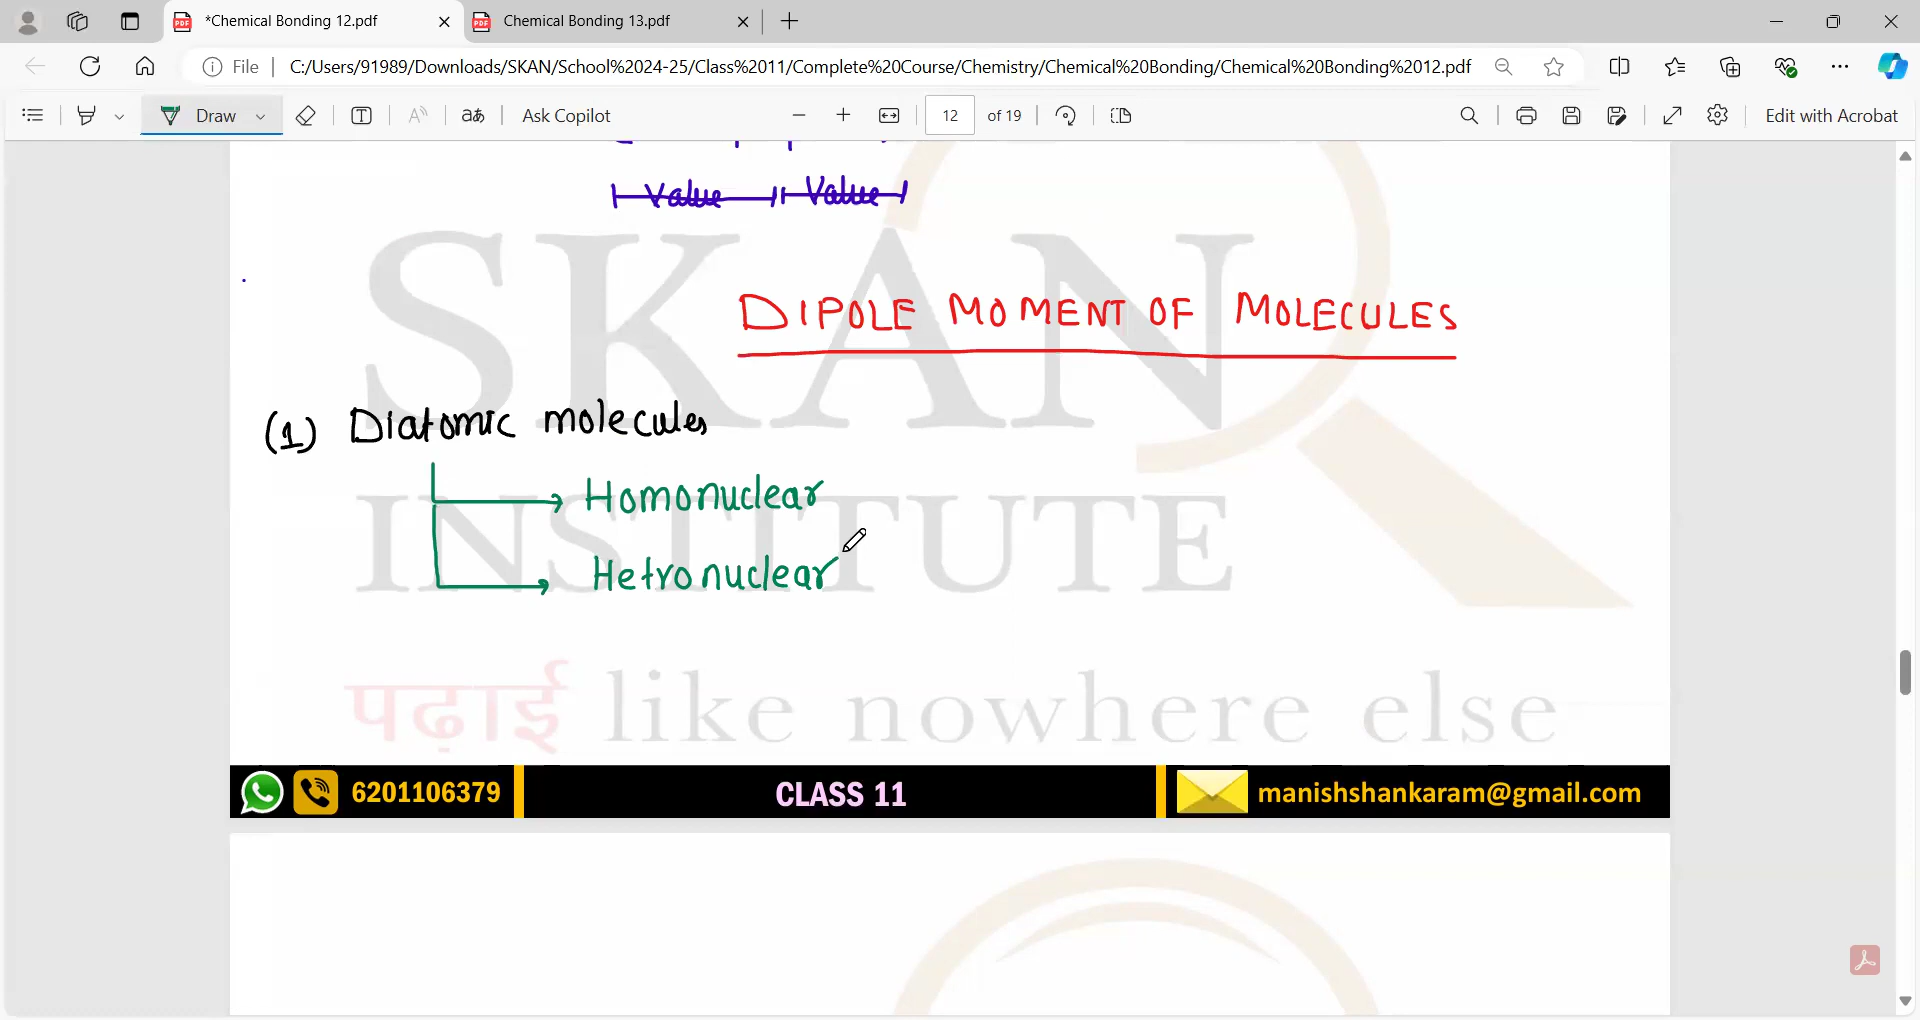 *Chemical Bonding 12.pdf
Chemical Bonding 13.pdf
File
C:/Users/91989/Downloads/SKAN/School%2024-25/Class%2011/Complete%20Course/Chemistry/Chemical%20Bonding/Chemical%20Bonding%2012.pdf
Draw
aあ
Ask Copilot
12 of 19
Edit with Acrobat
Value Value
SKAN
DIPOLE MOMENT OF MOLECULES
(1) Diatomic molecules
Homonuclear
INSTITUTE
Hetronuclear
पढ़ाई like nowhere else
6201106379
CLASS 11
manishshankaram@gmail.com